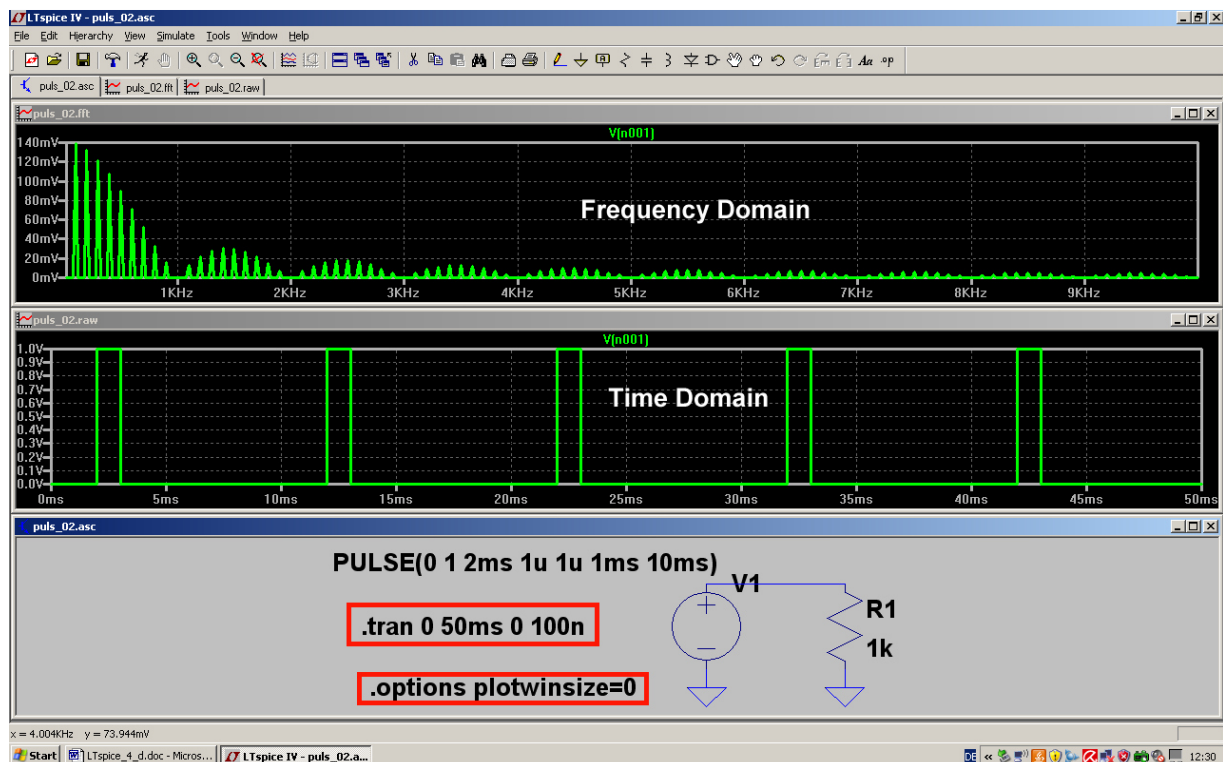 LTspice IV - puls_02.asc
File Edit Hierarchy View Simulate Tools Window Help
puls_02.asc puls_02.fft puls_02.raw
puls_02.fft
V(n001)
140mV
120mV
100mV
80mV
60mV
40mV
20mV
0mV
Frequency Domain
1KHz 2KHz 3KHz 4KHz 5KHz 6KHz 7KHz 8KHz 9KHz
puls_02.raw
V(n001)
1.0V
0.9V
0.8V
0.7V
0.6V
0.5V
0.4V
0.3V
0.2V
0.1V
0.0V
Time Domain
0ms 5ms 10ms 15ms 20ms 25ms 30ms 35ms 40ms 45ms 50ms
puls_02.asc
PULSE(0 1 2ms 1u 1u 1ms 10ms)
V1
R1
1k
.tran 0 50ms 0 100n
.options plotwinsize=0
x = 4.004KHz y = 73.944mV
Start LTspice_4_d.doc - Micros... LTspice IV - puls_02.a... DE « 12:30